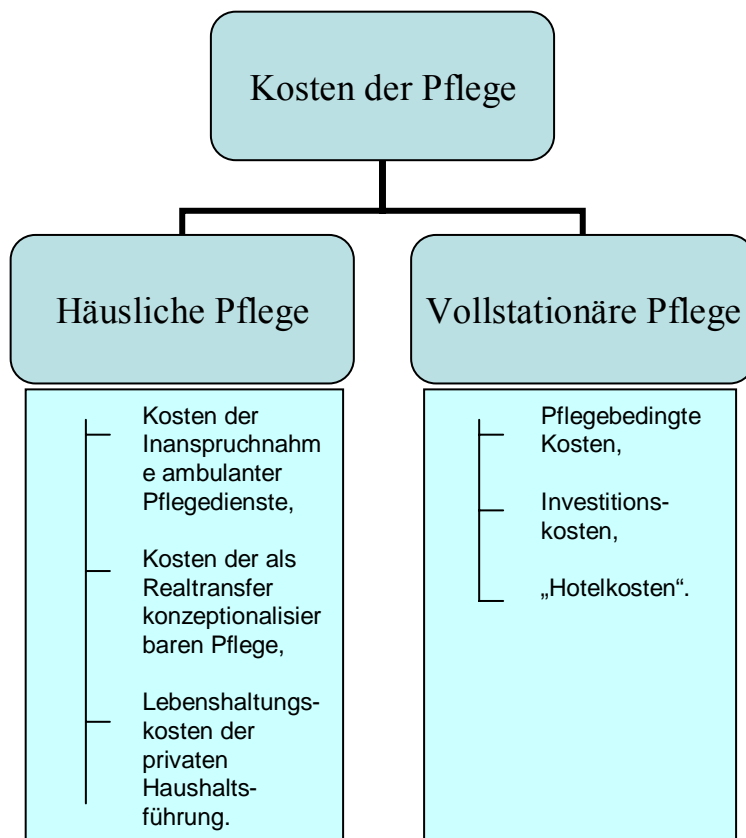 Kosten der Pflege
Häusliche Pflege
Vollstationäre Pflege
Kosten der
Inanspruchnahm
e ambulanter
Pflegedienste,
Kosten der als
Realtransfer
konzeptionalisier
baren Pflege,
Lebenshaltungs-
kosten der
privaten
Haushalts-
führung.
Pflegebedingte
Kosten,
Investitions-
kosten,
„Hotelkosten“.